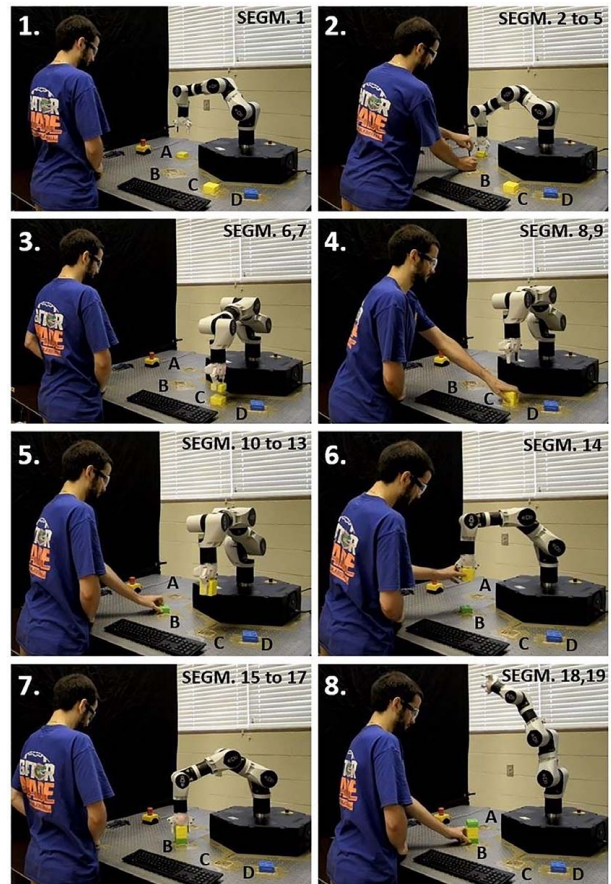 1. SEGM. 1
A
B
C
D
2. SEGM. 2 to 5
B
C
D
3. SEGM. 6,7
A
B
C
D
4. SEGM. 8,9
B
C
D
5. SEGM. 10 to 13
A
B
C
D
6. SEGM. 14
A
B
C
D
7. SEGM. 15 to 17
B
C
D
8. SEGM. 18,19
A
B
C
D